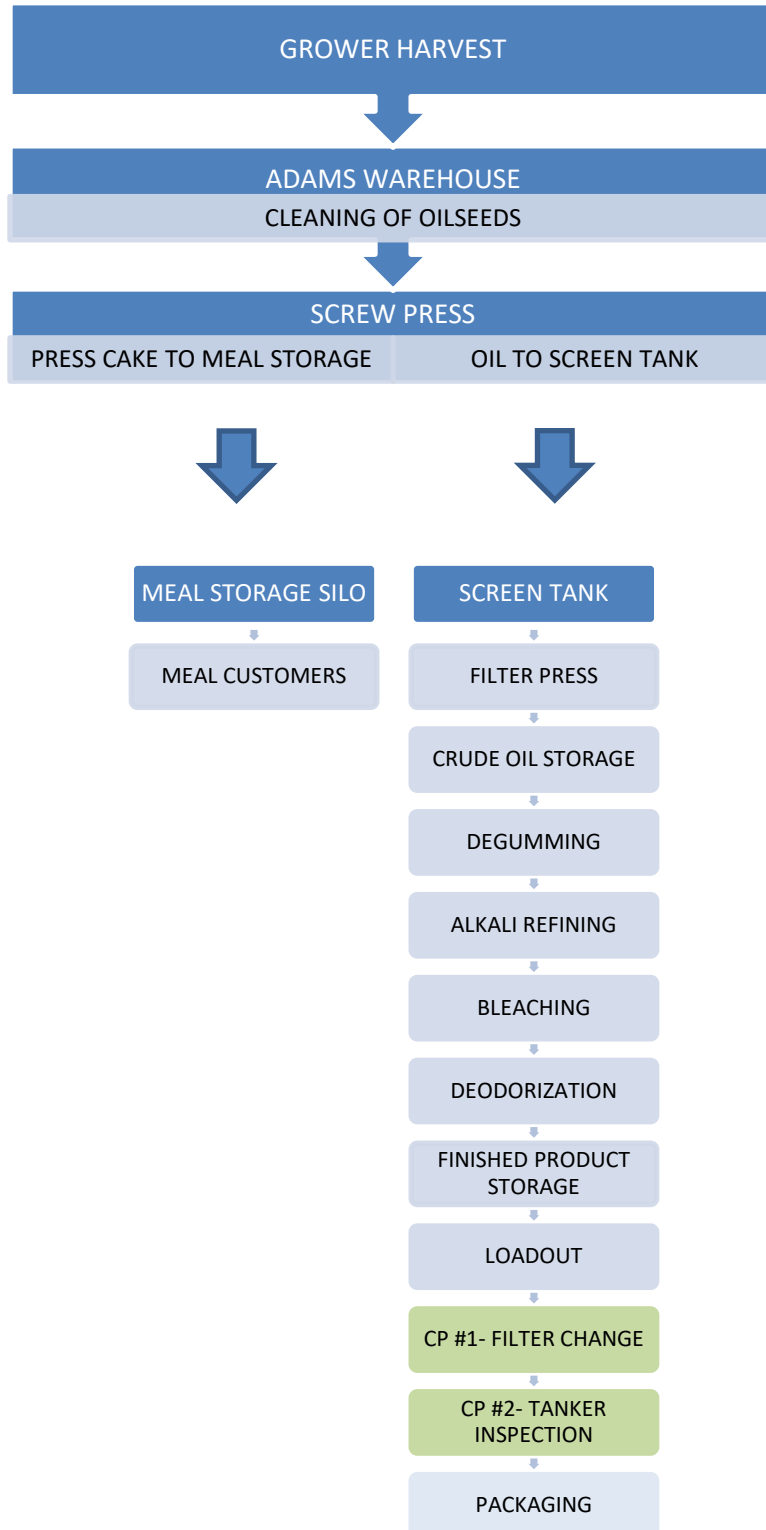 GROWER HARVEST
ADAMS WAREHOUSE
CLEANING OF OILSEEDS
SCREW PRESS
PRESS CAKE TO MEAL STORAGE
OIL TO SCREEN TANK
MEAL STORAGE SILO
MEAL CUSTOMERS
SCREEN TANK
FILTER PRESS
CRUDE OIL STORAGE
DEGUMMING
ALKALI REFINING
BLEACHING
DEODORIZATION
FINISHED PRODUCT
STORAGE
LOADOUT
CP #1- FILTER CHANGE
CP #2- TANKER
INSPECTION
PACKAGING